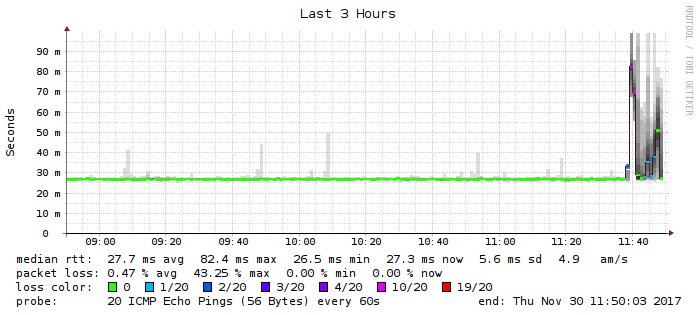 Last 3 Hours
RRDTOOL / TOBI OETIKER
Seconds
90 m
80 m
70 m
60 m
50 m
40 m
30 m
20 m
10 m
0
09:00 09:20 09:40 10:00 10:20 10:40 11:00 11:20 11:40
median rtt: 27.7 ms avg 82.4 ms max 26.5 ms min 27.3 ms now 5.6 ms sd 4.9 am/s
packet loss: 0.47 % avg 43.25 % max 0.00 % min 0.00 % now
loss color: 0 1/20 2/20 3/20 4/20 10/20 19/20
probe: 20 ICMP Echo Pings (56 Bytes) every 60s end: Thu Nov 30 11:50:03 2017